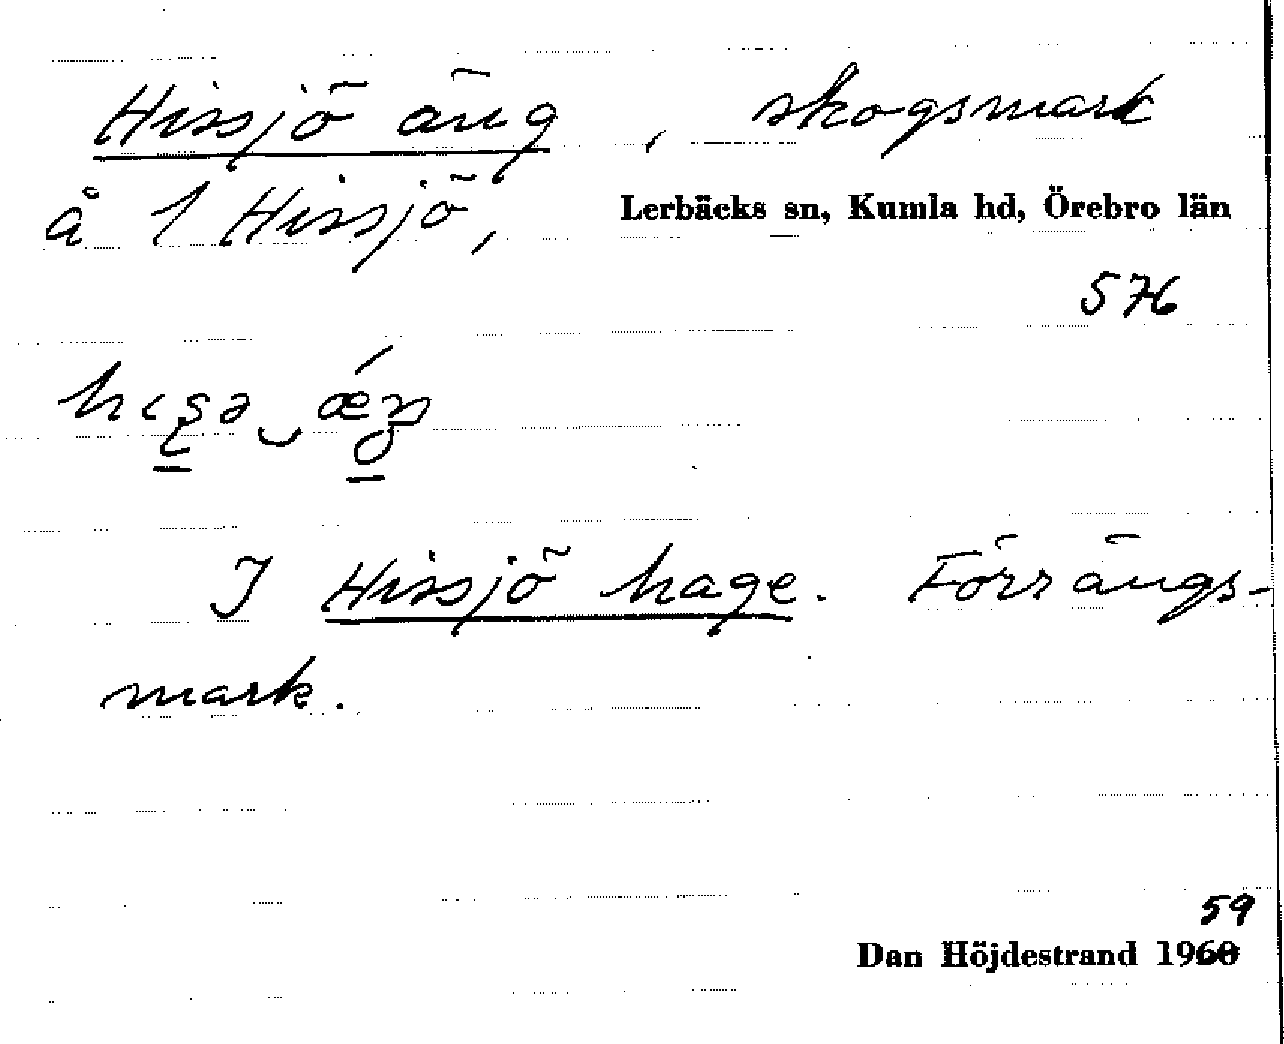 Hissjö äng, skogsmark
å 1 Hissjö, Lerbäcks sn, Kumla hd, Örebro län
576
I Hissjö hage. Förr ängs-
mark.
59
Dan Höjdestrand 1960